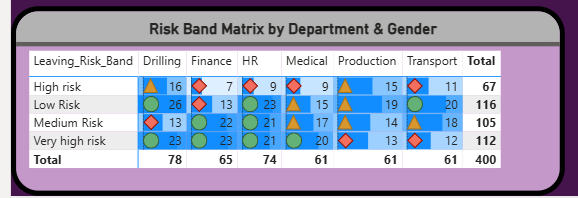 Risk Band Matrix by Department & Gender
Leaving_Risk_Band Drilling Finance HR Medical Production Transport Total
High risk 16 7 9 9 15 11 67
Low Risk 26 13 23 15 19 20 116
Medium Risk 13 22 21 17 14 18 105
Very high risk 23 23 21 20 13 12 112
Total 78 65 74 61 61 61 400